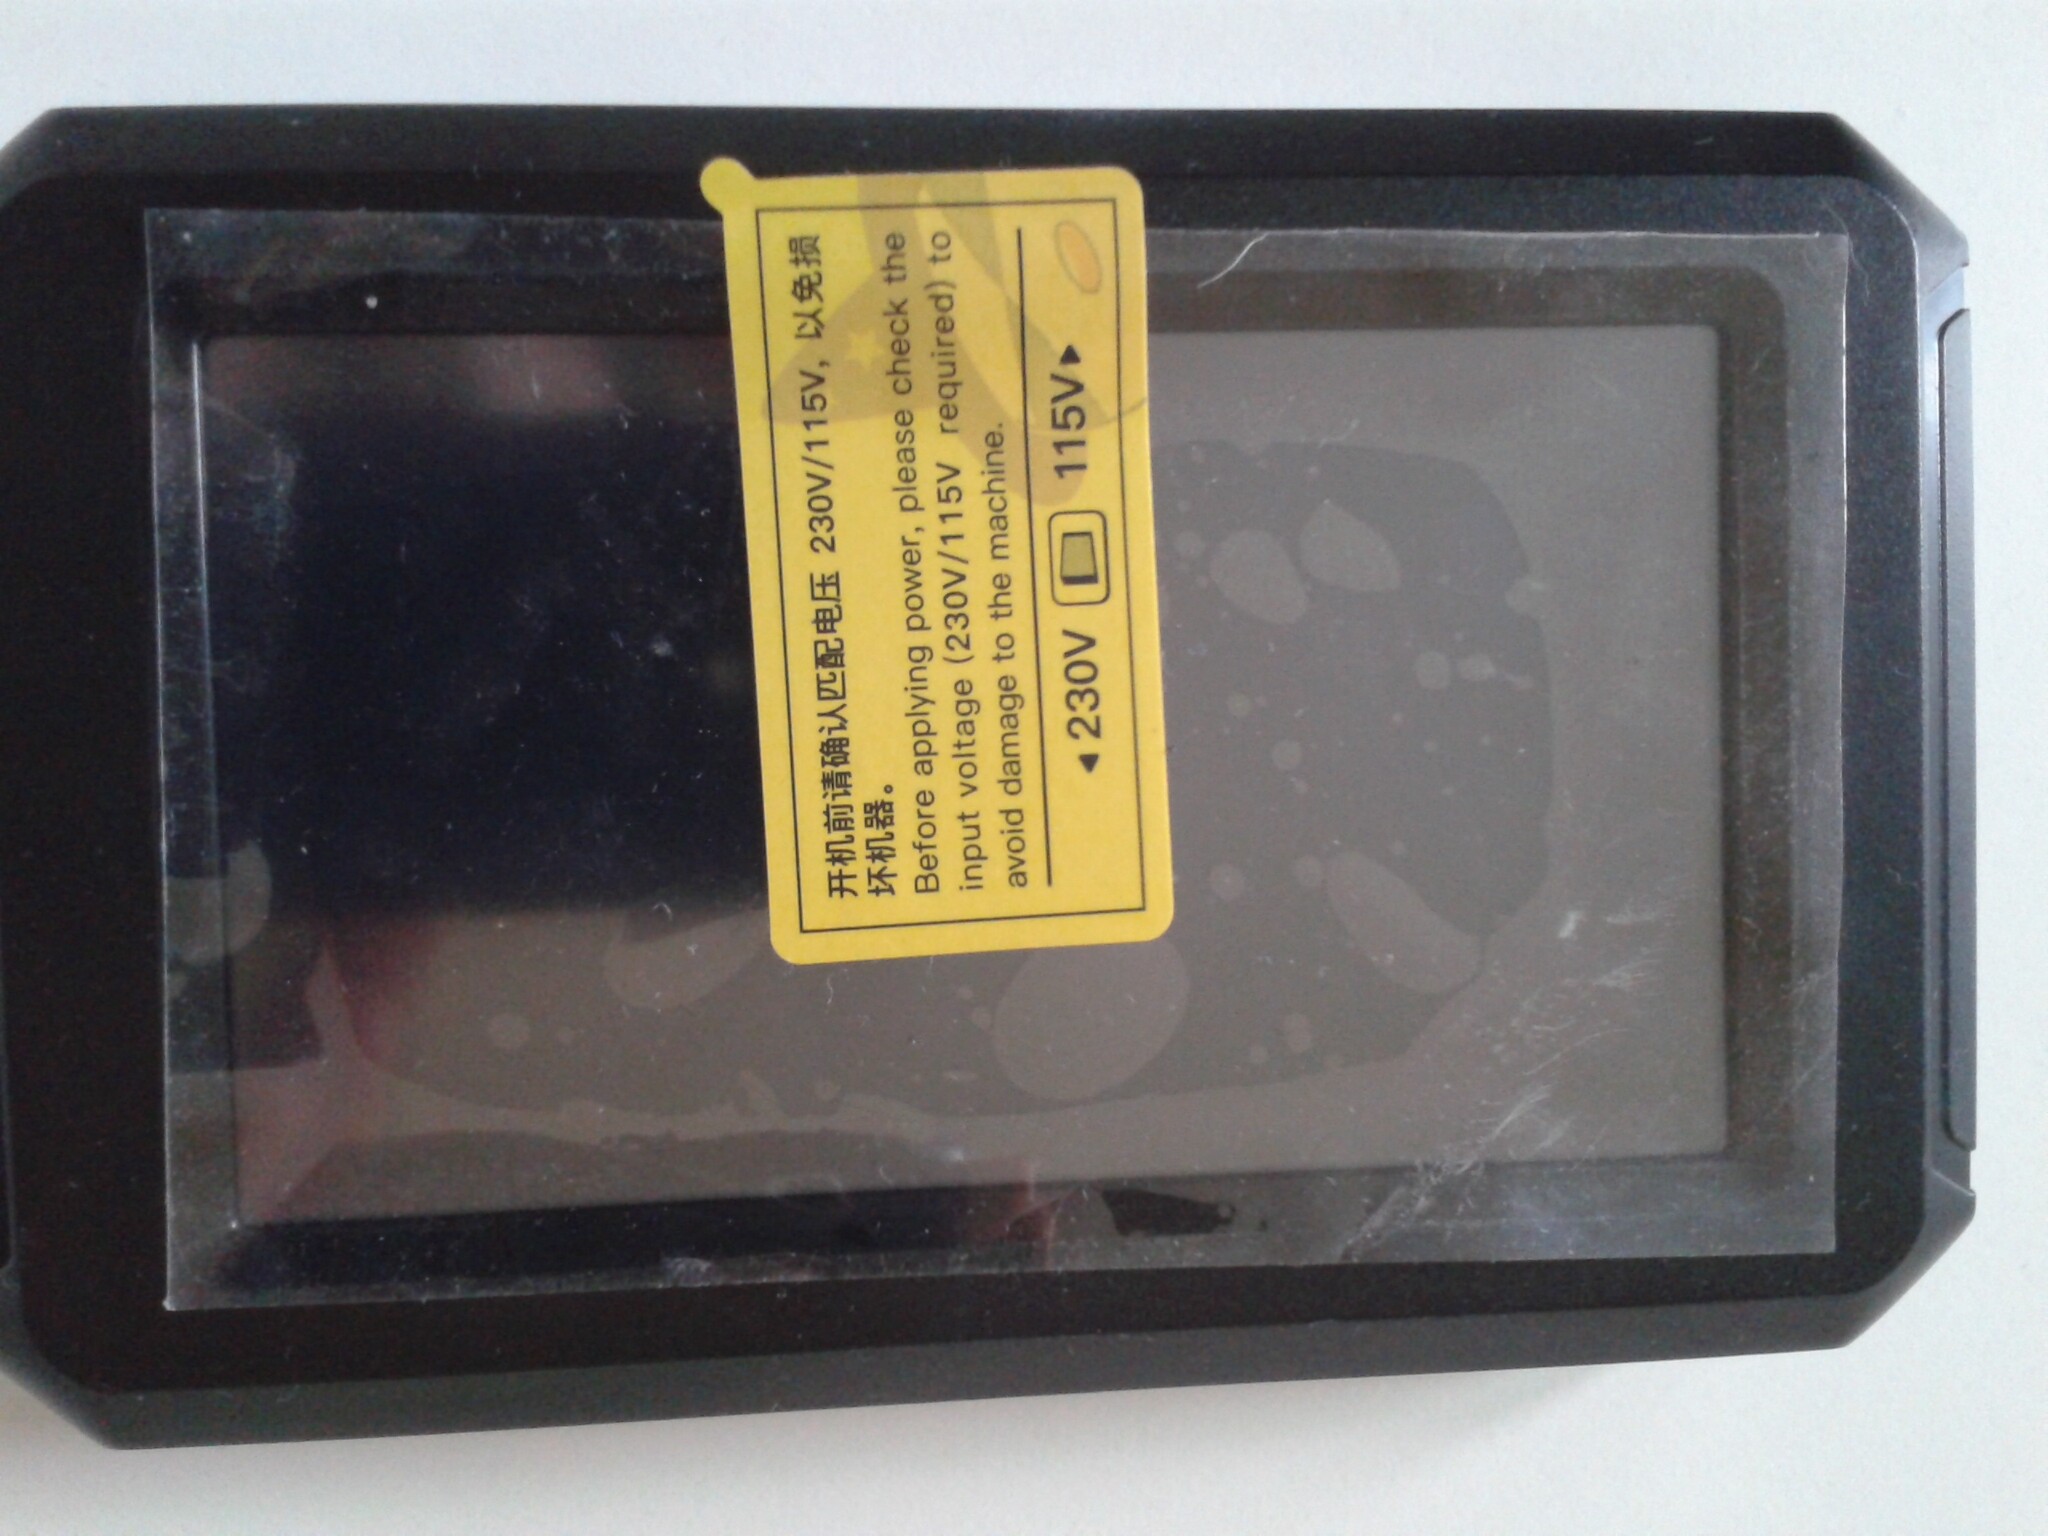 开机前请确认匹配电压 230V/115V，以免损
坏机器。
Before applying power, please check the
input voltage (230V/115V required) to
avoid damage to the machine.
◂230V 115V▸